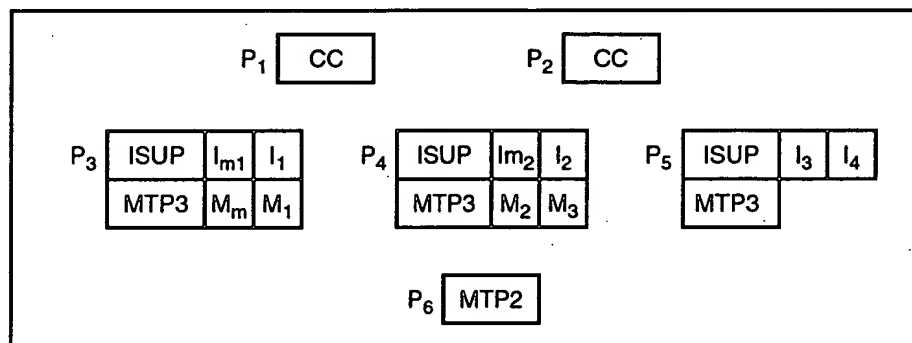 P1 CC P2 CC
P3 ISUP Im1 I1 P4 ISUP Im2 I2 P5 ISUP I3 I4
MTP3 Mm M1 MTP3 M2 M3 MTP3
P6 MTP2